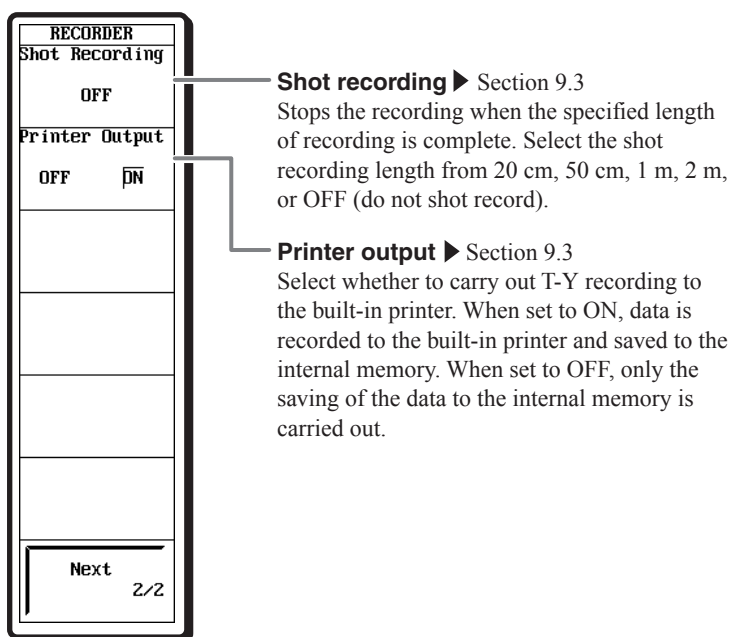 RECORDER
Shot Recording
OFF
Printer Output
OFF ON
Next
2/2
Shot recording ▶ Section 9.3
Stops the recording when the specified length
of recording is complete. Select the shot
recording length from 20 cm, 50 cm, 1 m, 2 m,
or OFF (do not shot record).
Printer output ▶ Section 9.3
Select whether to carry out T-Y recording to
the built-in printer. When set to ON, data is
recorded to the built-in printer and saved to the
internal memory. When set to OFF, only the
saving of the data to the internal memory is
carried out.